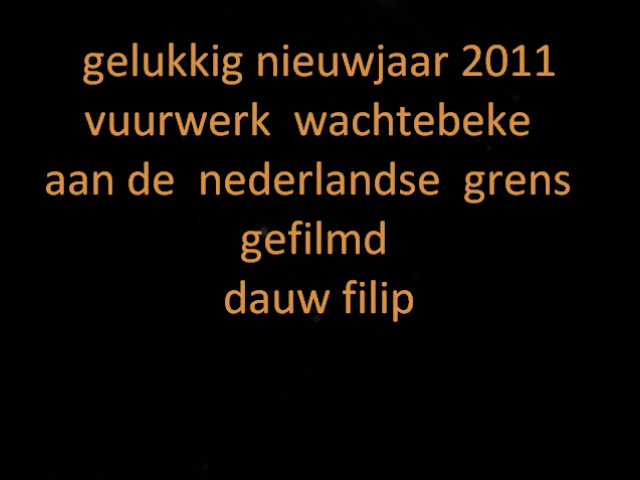 gelukkig nieuwjaar 2011
vuurwerk wachtebeke
aan de nederlandse grens
gefilmd
dauw filip